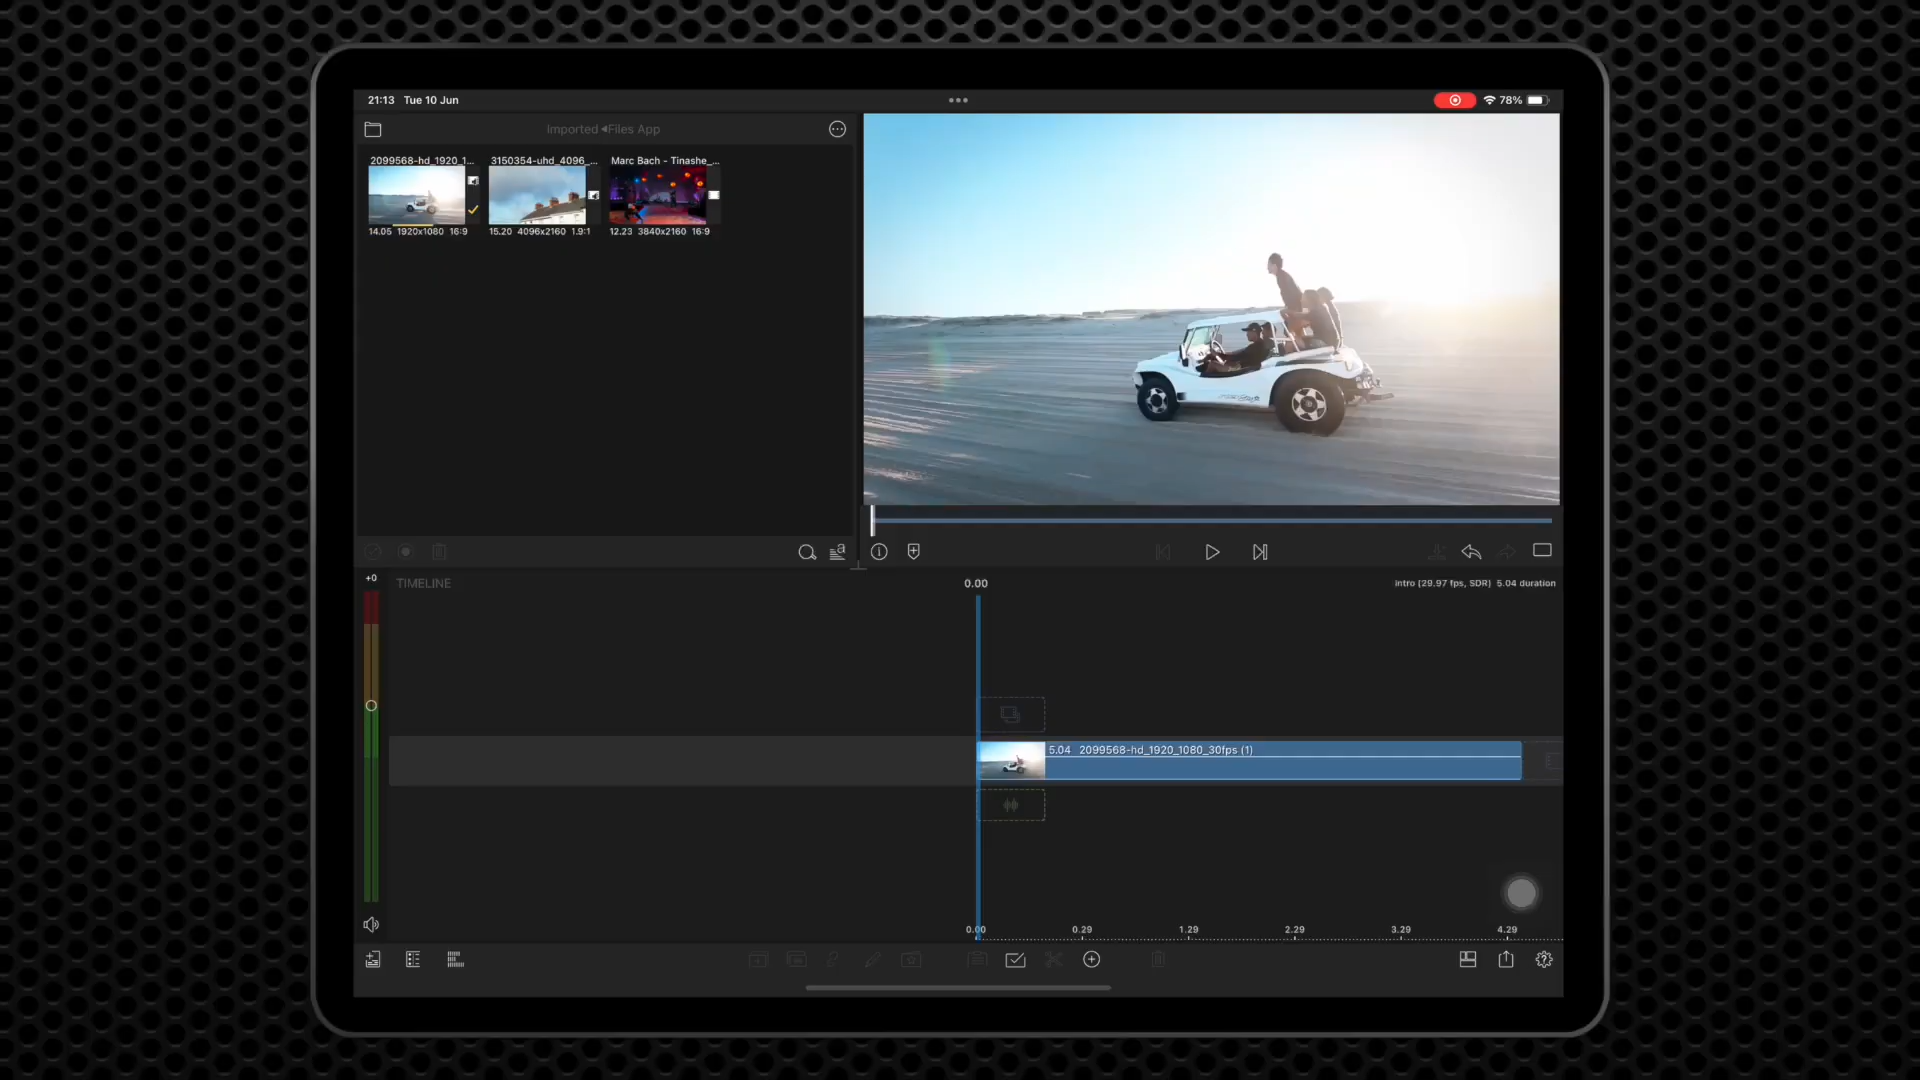 21:13 Tue 10 Jun
78%
Imported ◂Files App
2099568-hd_1920_1...
3150354-uhd_4096_...
Marc Bach - Tinashe_...
14.05 1920x1080 16:9
15.20 4096x2160 1.9:1
12.23 3840x2160 16:9
a
+0
TIMELINE
0.00
intro [29.97 fps, SDR] 5.04 duration
5.04 2099568-hd_1920_1080_30fps (1)
0.00
0.29
1.29
2.29
3.29
4.29